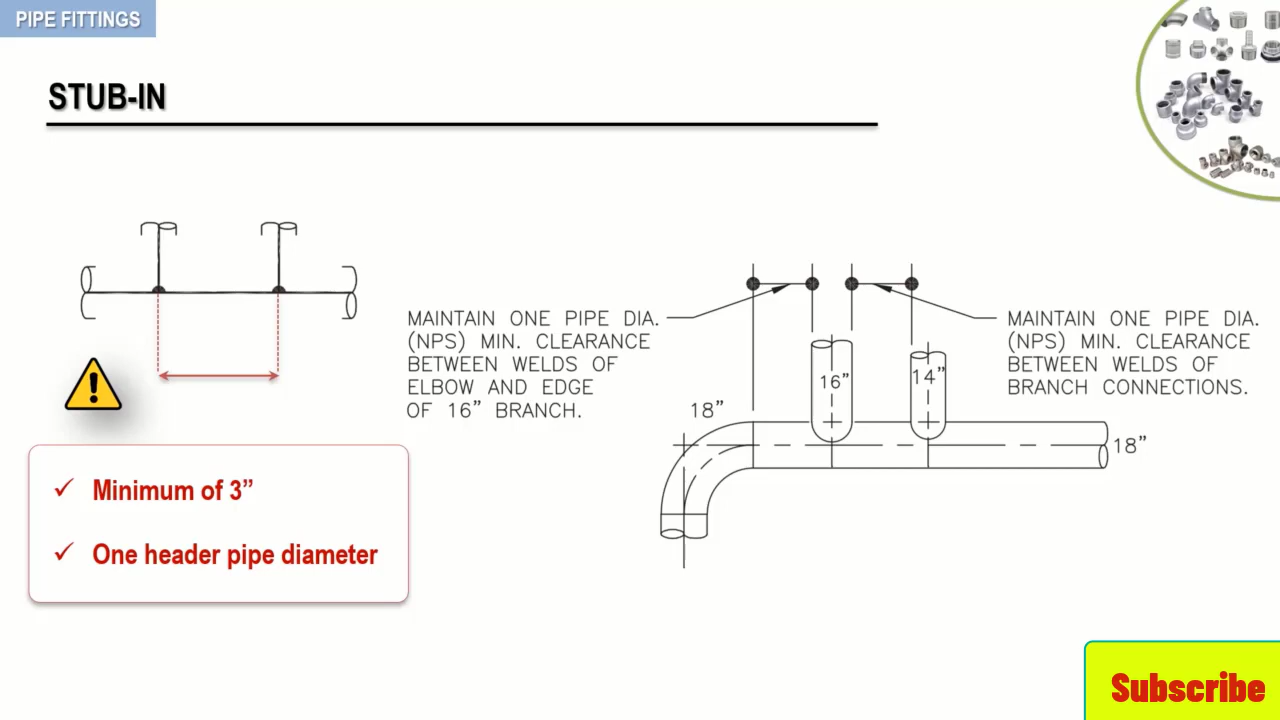 PIPE FITTINGS
STUB-IN
MAINTAIN ONE PIPE DIA.
(NPS) MIN. CLEARANCE
BETWEEN WELDS OF
ELBOW AND EDGE
OF 16” BRANCH.
MAINTAIN ONE PIPE DIA.
(NPS) MIN. CLEARANCE
BETWEEN WELDS OF
BRANCH CONNECTIONS.
16”
14”
18”
18”
✓ Minimum of 3”
✓ One header pipe diameter
Subscribe